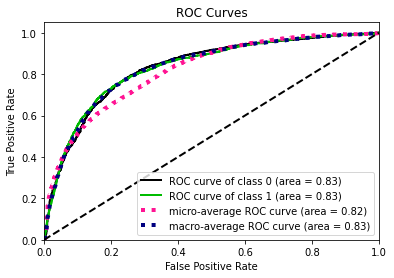 ROC Curves
True Positive Rate
1.0
0.8
0.6
0.4
0.2
0.0
ROC curve of class 0 (area = 0.83)
ROC curve of class 1 (area = 0.83)
micro-average ROC curve (area = 0.82)
macro-average ROC curve (area = 0.83)
0.0 0.2 0.4 0.6 0.8 1.0
False Positive Rate